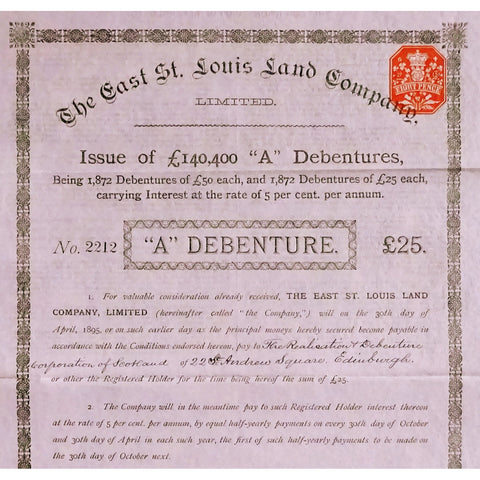 The East St. Louis Land Company,
EIGHT PENCE
LIMITED.
Issue of £140,400 "A" Debentures,
Being 1,872 Debentures of £50 each, and 1,872 Debentures of £25 each,
carrying Interest at the rate of 5 per cent. per annum.
No. 2212 "A" DEBENTURE. £25.
1. For valuable consideration already received, THE EAST ST. LOUIS LAND
COMPANY, LIMITED (hereinafter called "the Company,") will on the 30th day of
April, 1895, or on such earlier day as the principal moneys hereby secured become payable in
accordance with the Conditions endorsed hereon, pay to The Realisation & Debenture
Corporation of Scotland of 22 St. Andrew Square, Edinburgh.
or other the Registered Holder for the time being hereof the sum of £25.
2. The Company will in the meantime pay to such Registered Holder interest thereon
at the rate of 5 per cent. per annum, by equal half-yearly payments on every 30th day of October
and 30th day of April in each such year, the first of such half-yearly payments to be made on
the 30th day of October next.